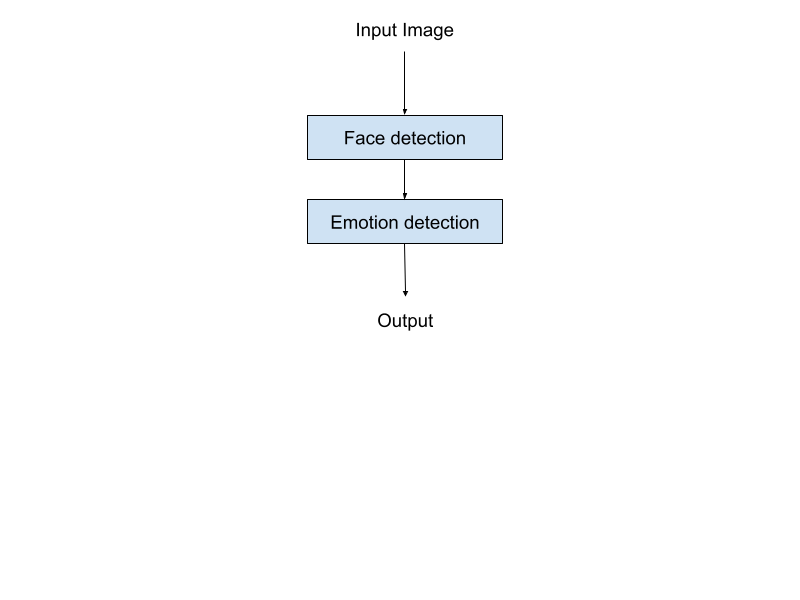 Input Image
Face detection
Emotion detection
Output